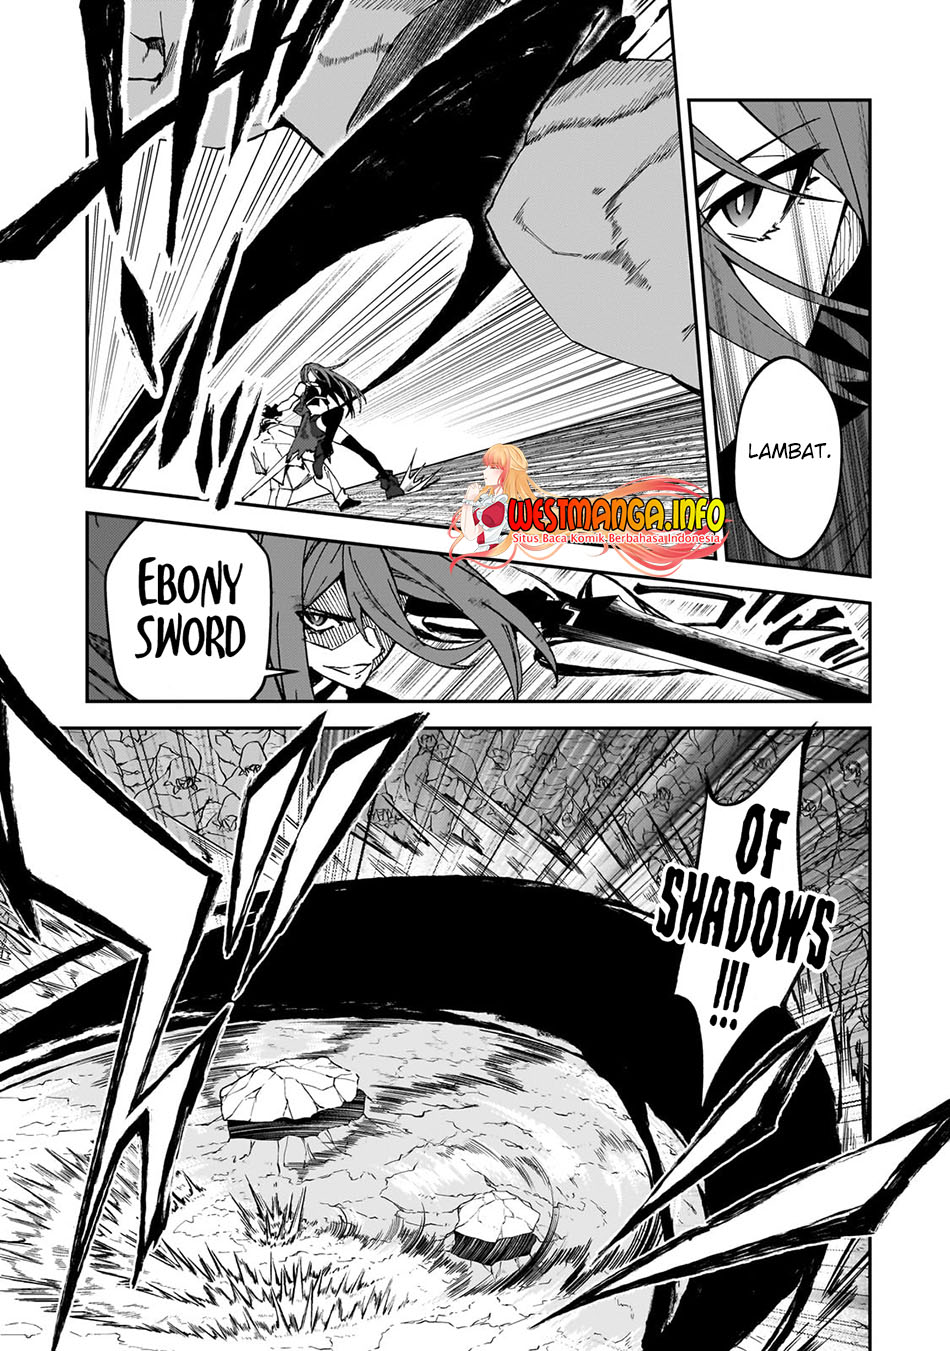 LAMBAT.
WESTMANGA.INFO
Situs Baca Komik Berbahasa Indonesia
EBONY
SWORD
OF
SHADOWS
!!!